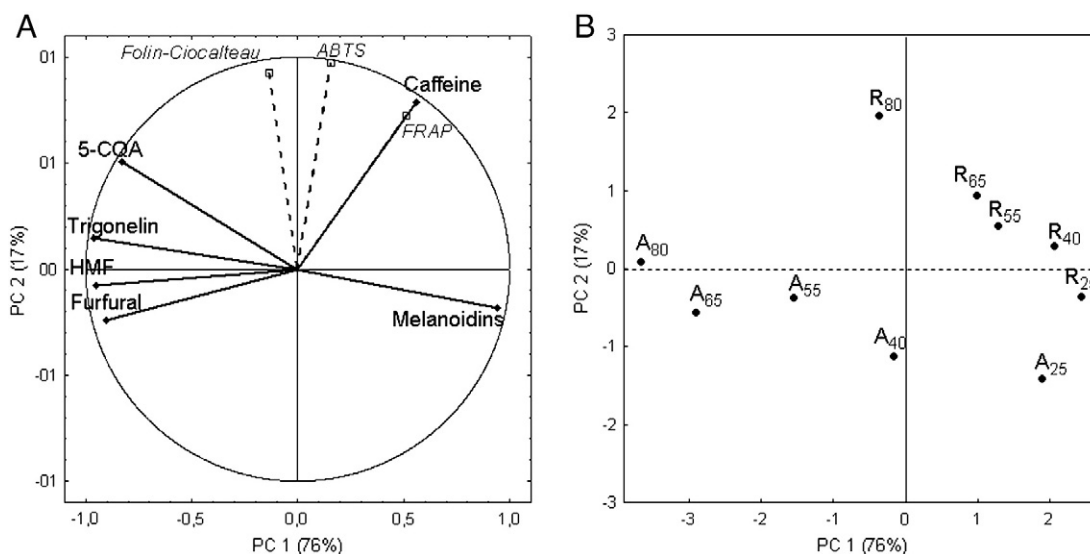 A
Folin-Ciocalteau
ABTS
Caffeine
FRAP
5-CQA
Trigonelin
HMF
Furfural
Melanoidins
01
01
00
-01
-01
PC 2 (17%)
-1,0
-0,5
0,0
0,5
1,0
PC 1 (76%)
B
3
2
1
0
-1
-2
-3
PC 2 (17%)
R80
R65
R55
R40
R25
A80
A65
A55
A40
A25
-3
-2
-1
0
1
2
PC 1 (76%)